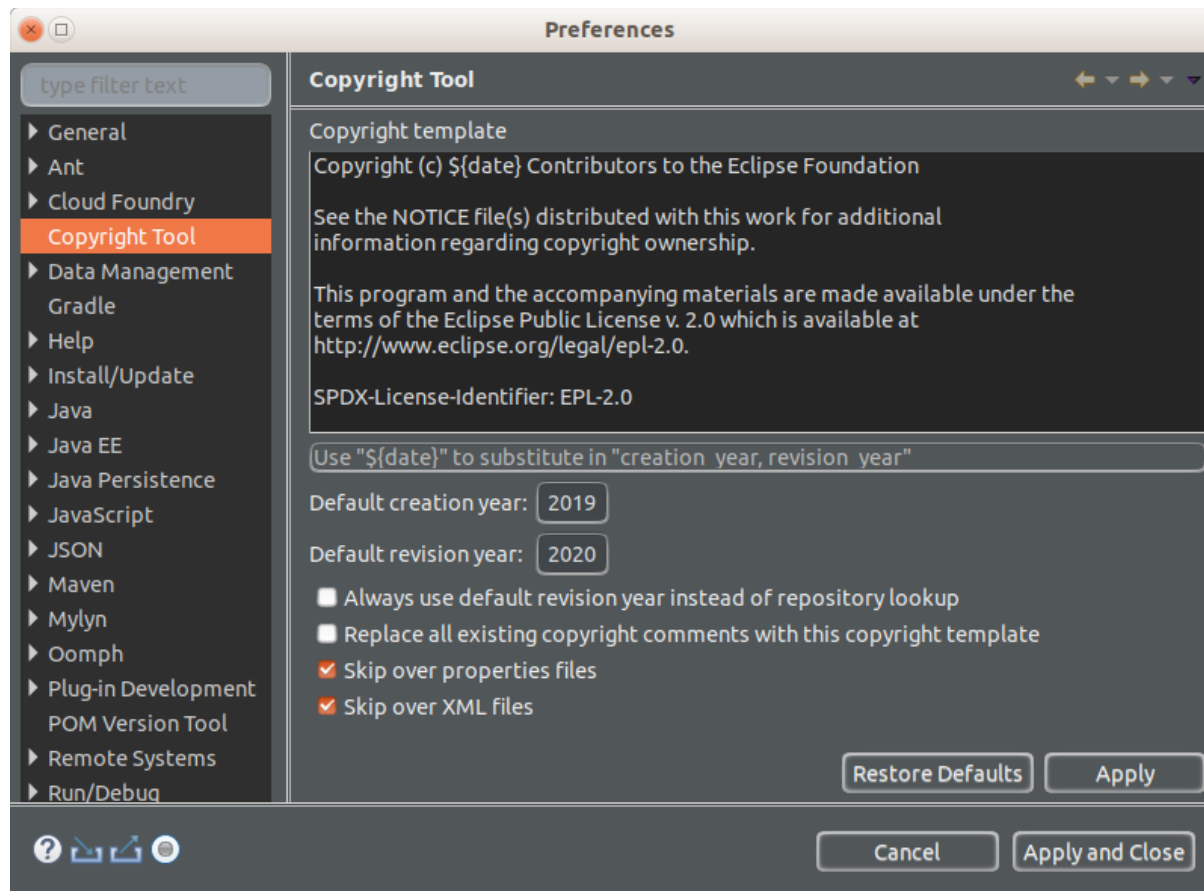 Preferences
type filter text
General
Ant
Cloud Foundry
Copyright Tool
Data Management
Gradle
Help
Install/Update
Java
Java EE
Java Persistence
JavaScript
JSON
Maven
Mylyn
Oomph
Plug-in Development
POM Version Tool
Remote Systems
Run/Debug
Copyright Tool
Copyright template
Copyright (c) ${date} Contributors to the Eclipse Foundation
See the NOTICE file(s) distributed with this work for additional
information regarding copyright ownership.
This program and the accompanying materials are made available under the
terms of the Eclipse Public License v. 2.0 which is available at
http://www.eclipse.org/legal/epl-2.0.
SPDX-License-Identifier: EPL-2.0
Use "${date}" to substitute in "creation_year, revision_year"
Default creation year: 2019
Default revision year: 2020
Always use default revision year instead of repository lookup
Replace all existing copyright comments with this copyright template
Skip over properties files
Skip over XML files
Restore Defaults Apply
? Cancel Apply and Close